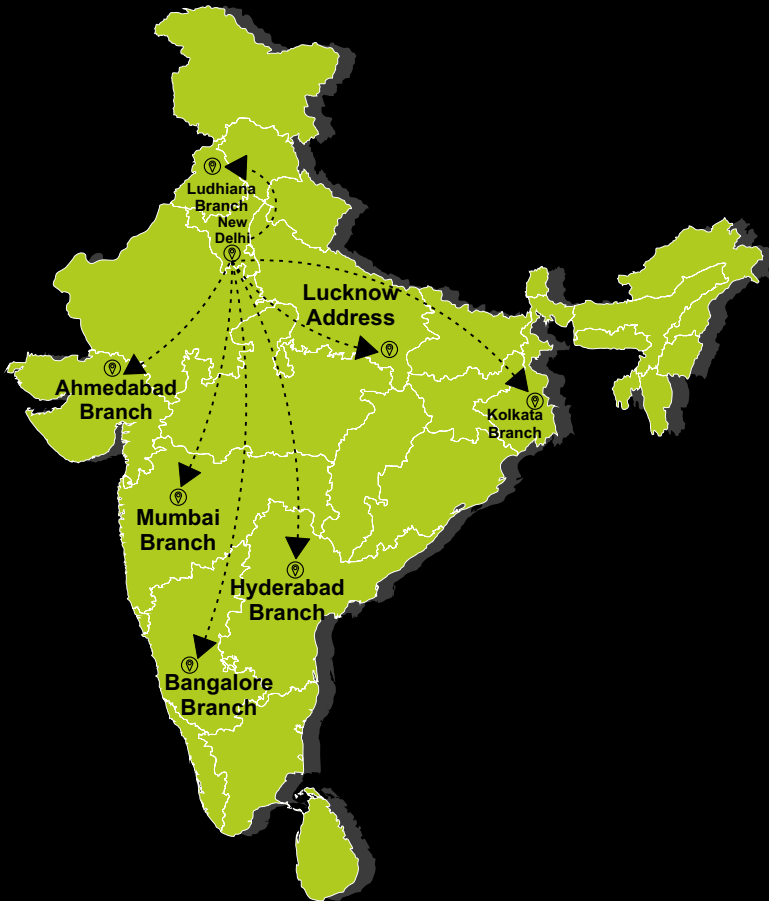 Ludhiana
Branch
New
Delhi
Lucknow
Address
Ahmedabad
Branch
Kolkata
Branch
Mumbai
Branch
Hyderabad
Branch
Bangalore
Branch